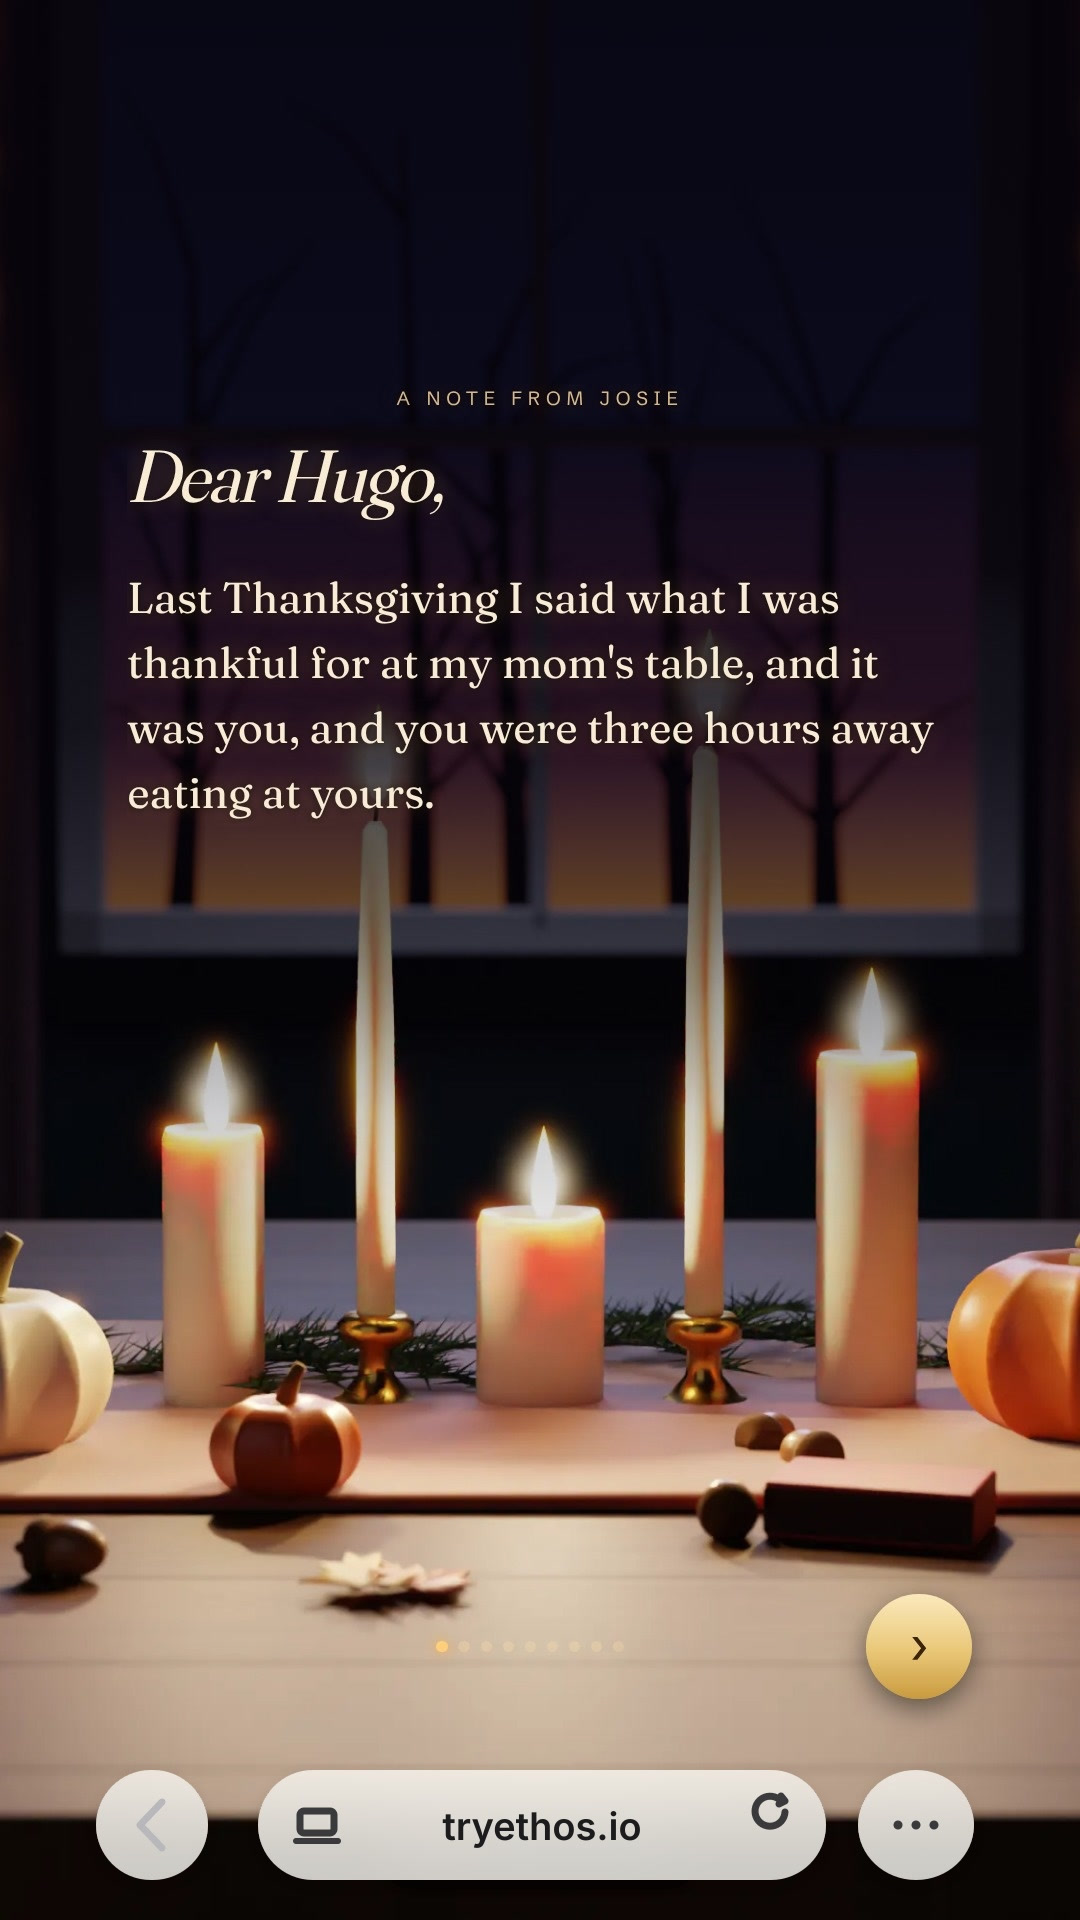 A NOTE FROM JOSIE
Dear Hugo,
Last Thanksgiving I said what I was
thankful for at my mom's table, and it
was you, and you were three hours away
eating at yours.
tryethos.io